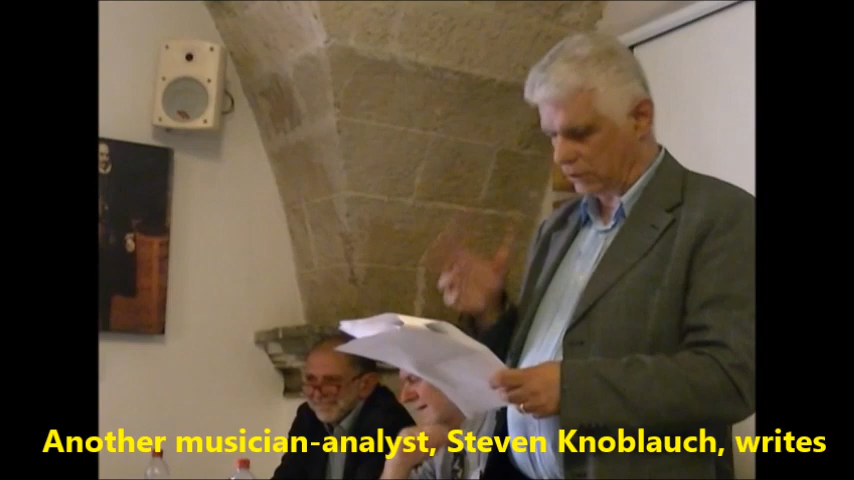 Another musician-analyst, Steven Knoblauch, writes